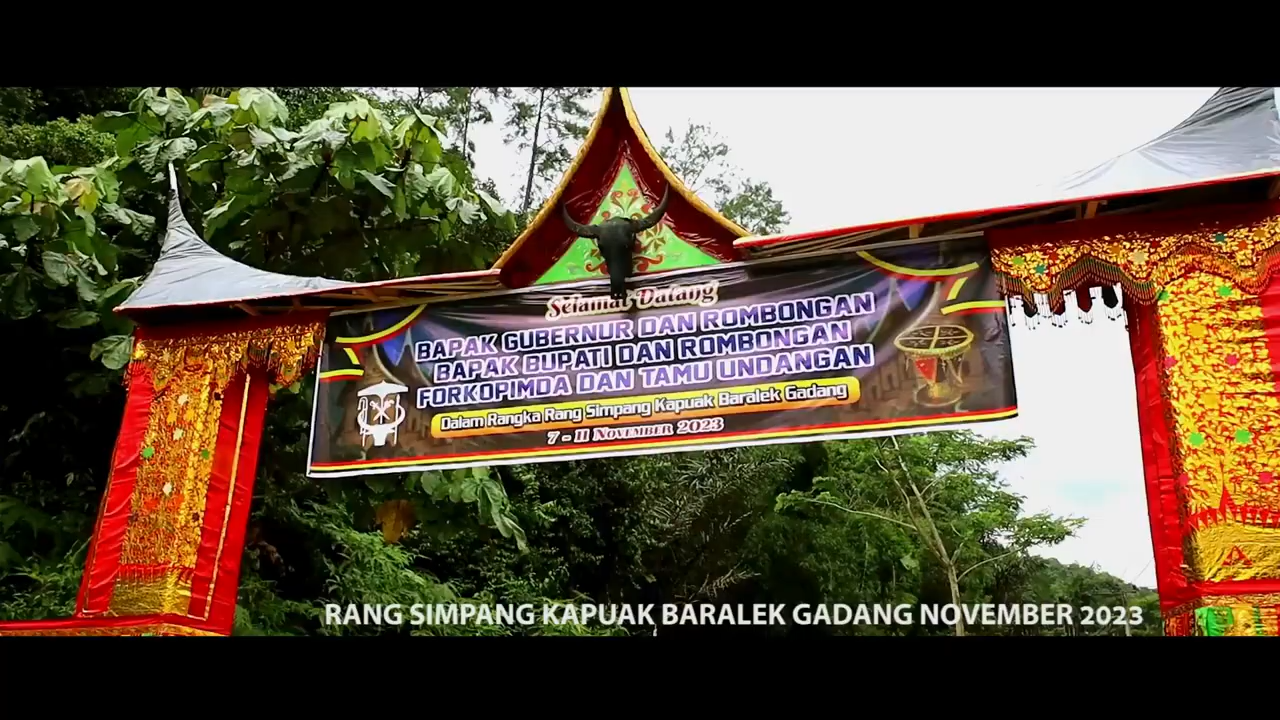 Selamat Datang
BAPAK GUBERNUR DAN ROMBONGAN
BAPAK BUPATI DAN ROMBONGAN
FORKOPIMDA DAN TAMU UNDANGAN
Dalam Rangka Rang Simpang Kapuak Baralek Gadang
7 - 11 NOVEMBER 2023
RANG SIMPANG KAPUAK BARALEK GADANG NOVEMBER 2023